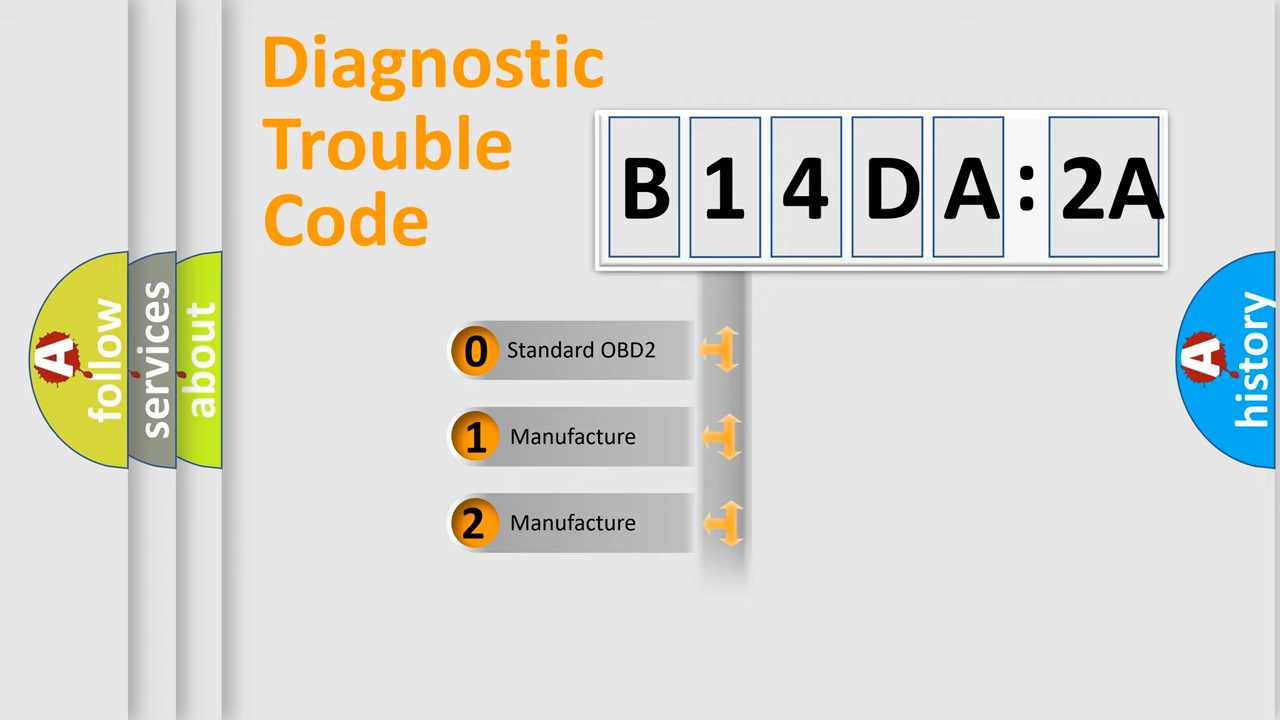 Diagnostic
Trouble
Code
B 1 4 D A : 2A
0 Standard OBD2
1 Manufacture
2 Manufacture
A follow
services
about
A history